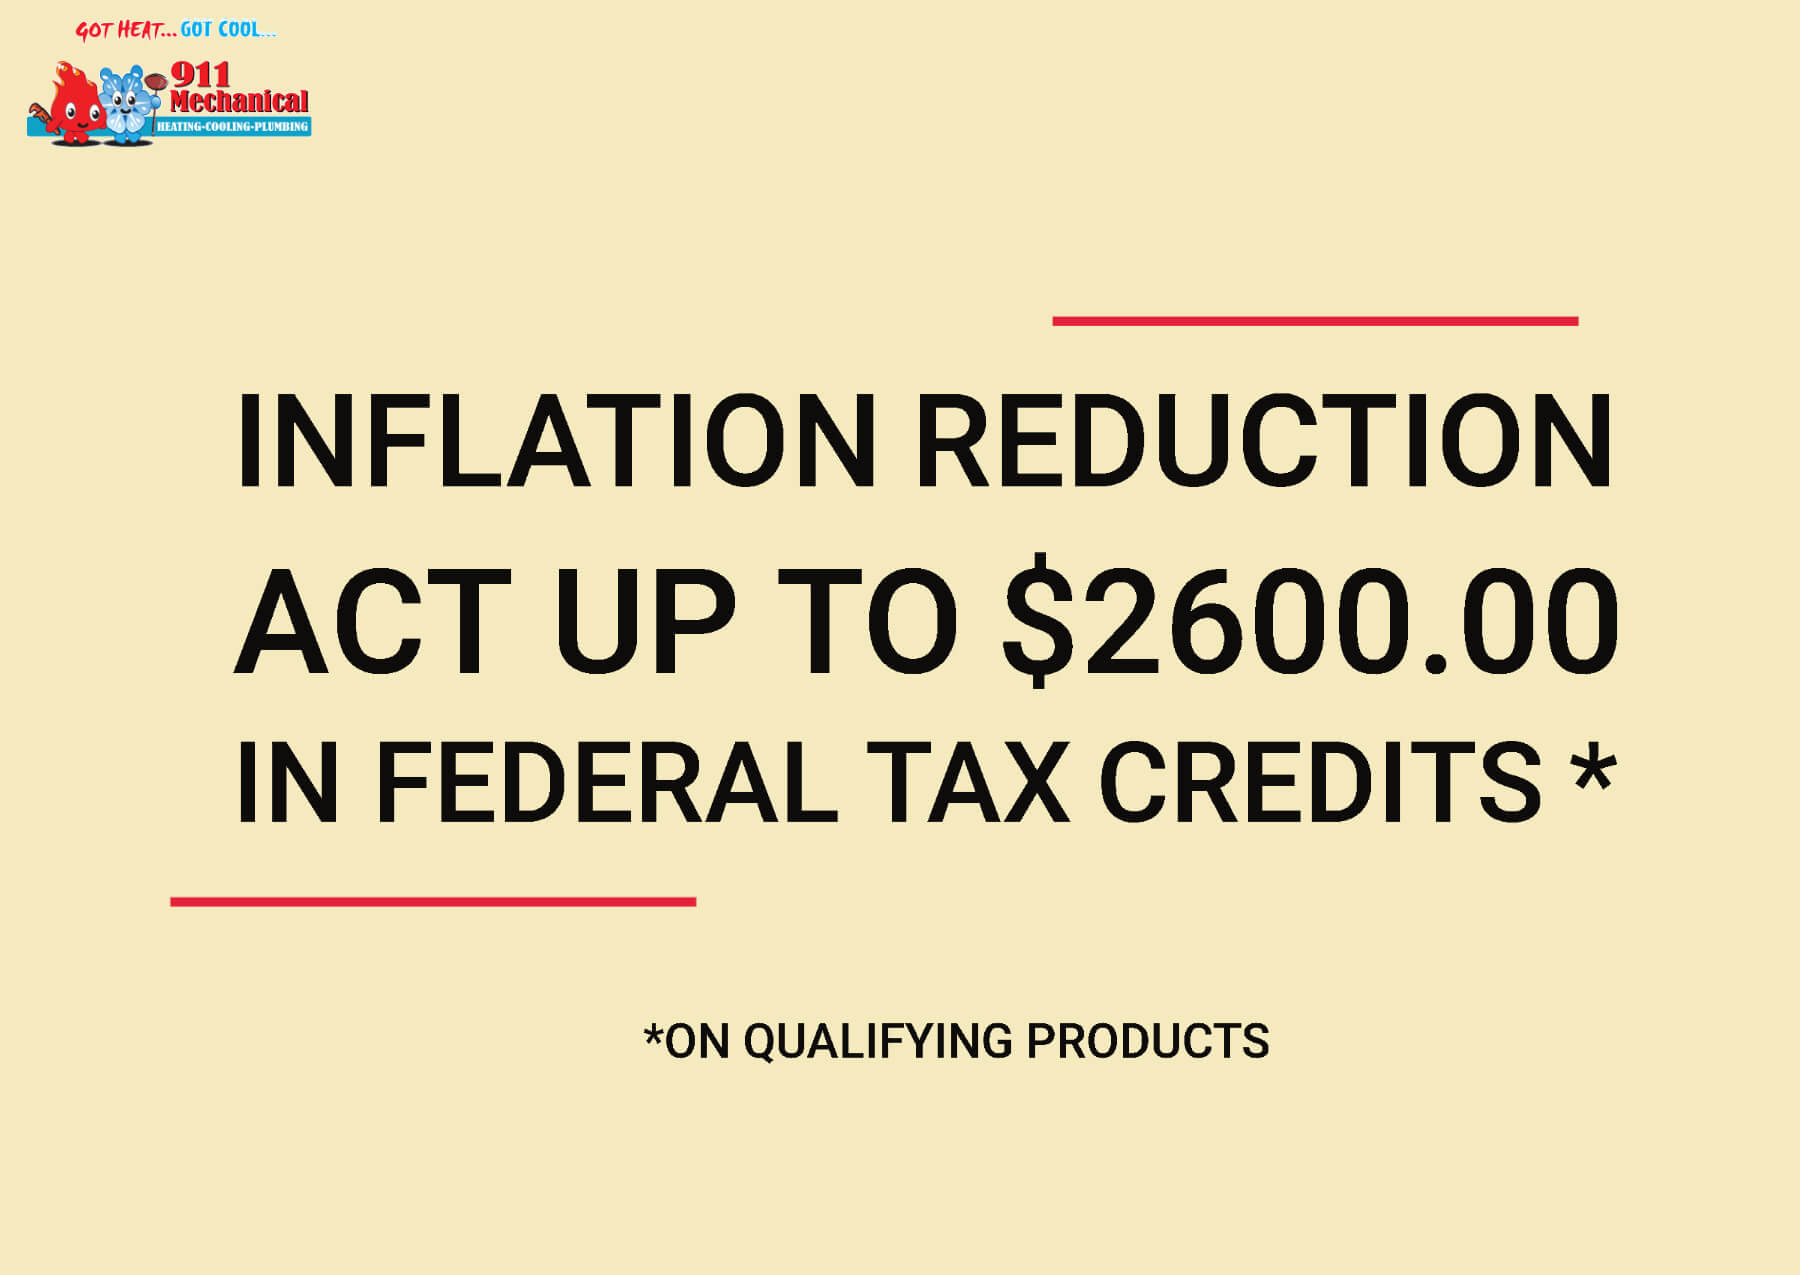 GOT HEAT... GOT COOL...
911
Mechanical
HEATING-COOLING-PLUMBING
INFLATION REDUCTION
ACT UP TO $2600.00
IN FEDERAL TAX CREDITS *
*ON QUALIFYING PRODUCTS